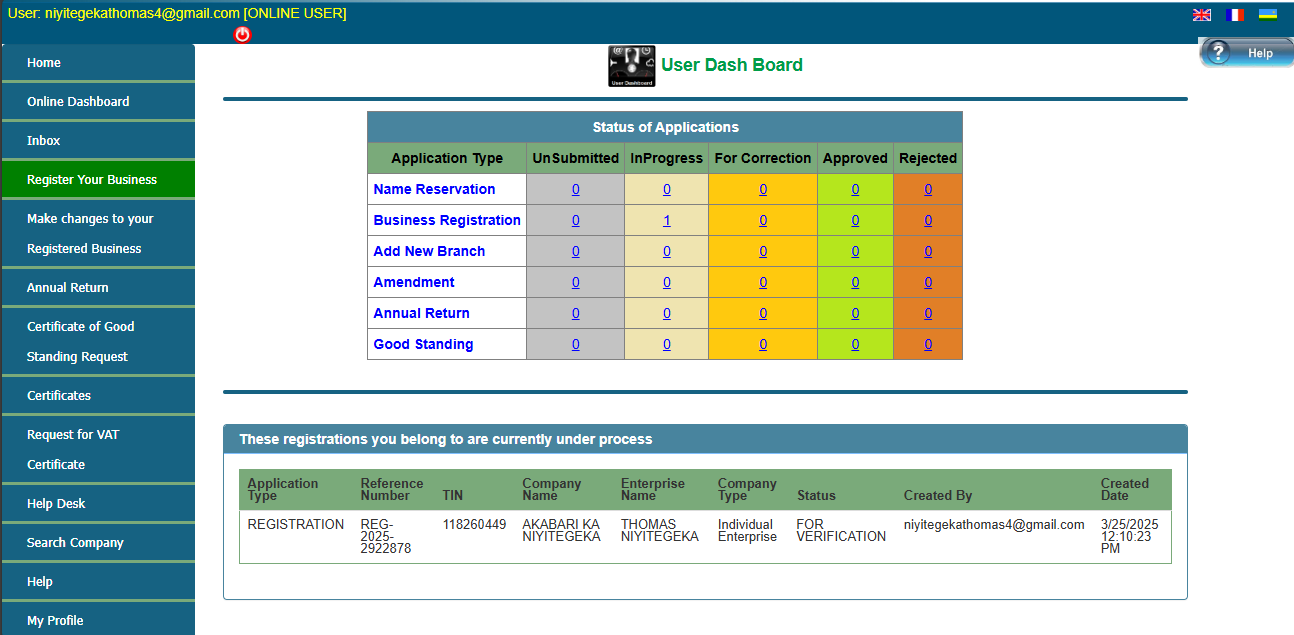 User: niyitegekathomas4@gmail.com [ONLINE USER]
Help
Home
Online Dashboard
Inbox
Register Your Business
Make changes to your
Registered Business
Annual Return
Certificate of Good
Standing Request
Certificates
Request for VAT
Certificate
Help Desk
Search Company
Help
My Profile
User Dashboard
User Dash Board
Status of Applications
Application Type UnSubmitted InProgress For Correction Approved Rejected
Name Reservation 0 0 0 0 0
Business Registration 0 1 0 0 0
Add New Branch 0 0 0 0 0
Amendment 0 0 0 0 0
Annual Return 0 0 0 0 0
Good Standing 0 0 0 0 0
These registrations you belong to are currently under process
Application Reference Company Enterprise Company Created
Type Number TIN Name Name Type Status Created By Date
REGISTRATION REG- 118260449 AKABARI KA THOMAS Individual FOR niyitegekathomas4@gmail.com 3/25/2025
2025- NIYITEGEKA NIYITEGEKA Enterprise VERIFICATION 12:10:23
2922878 PM